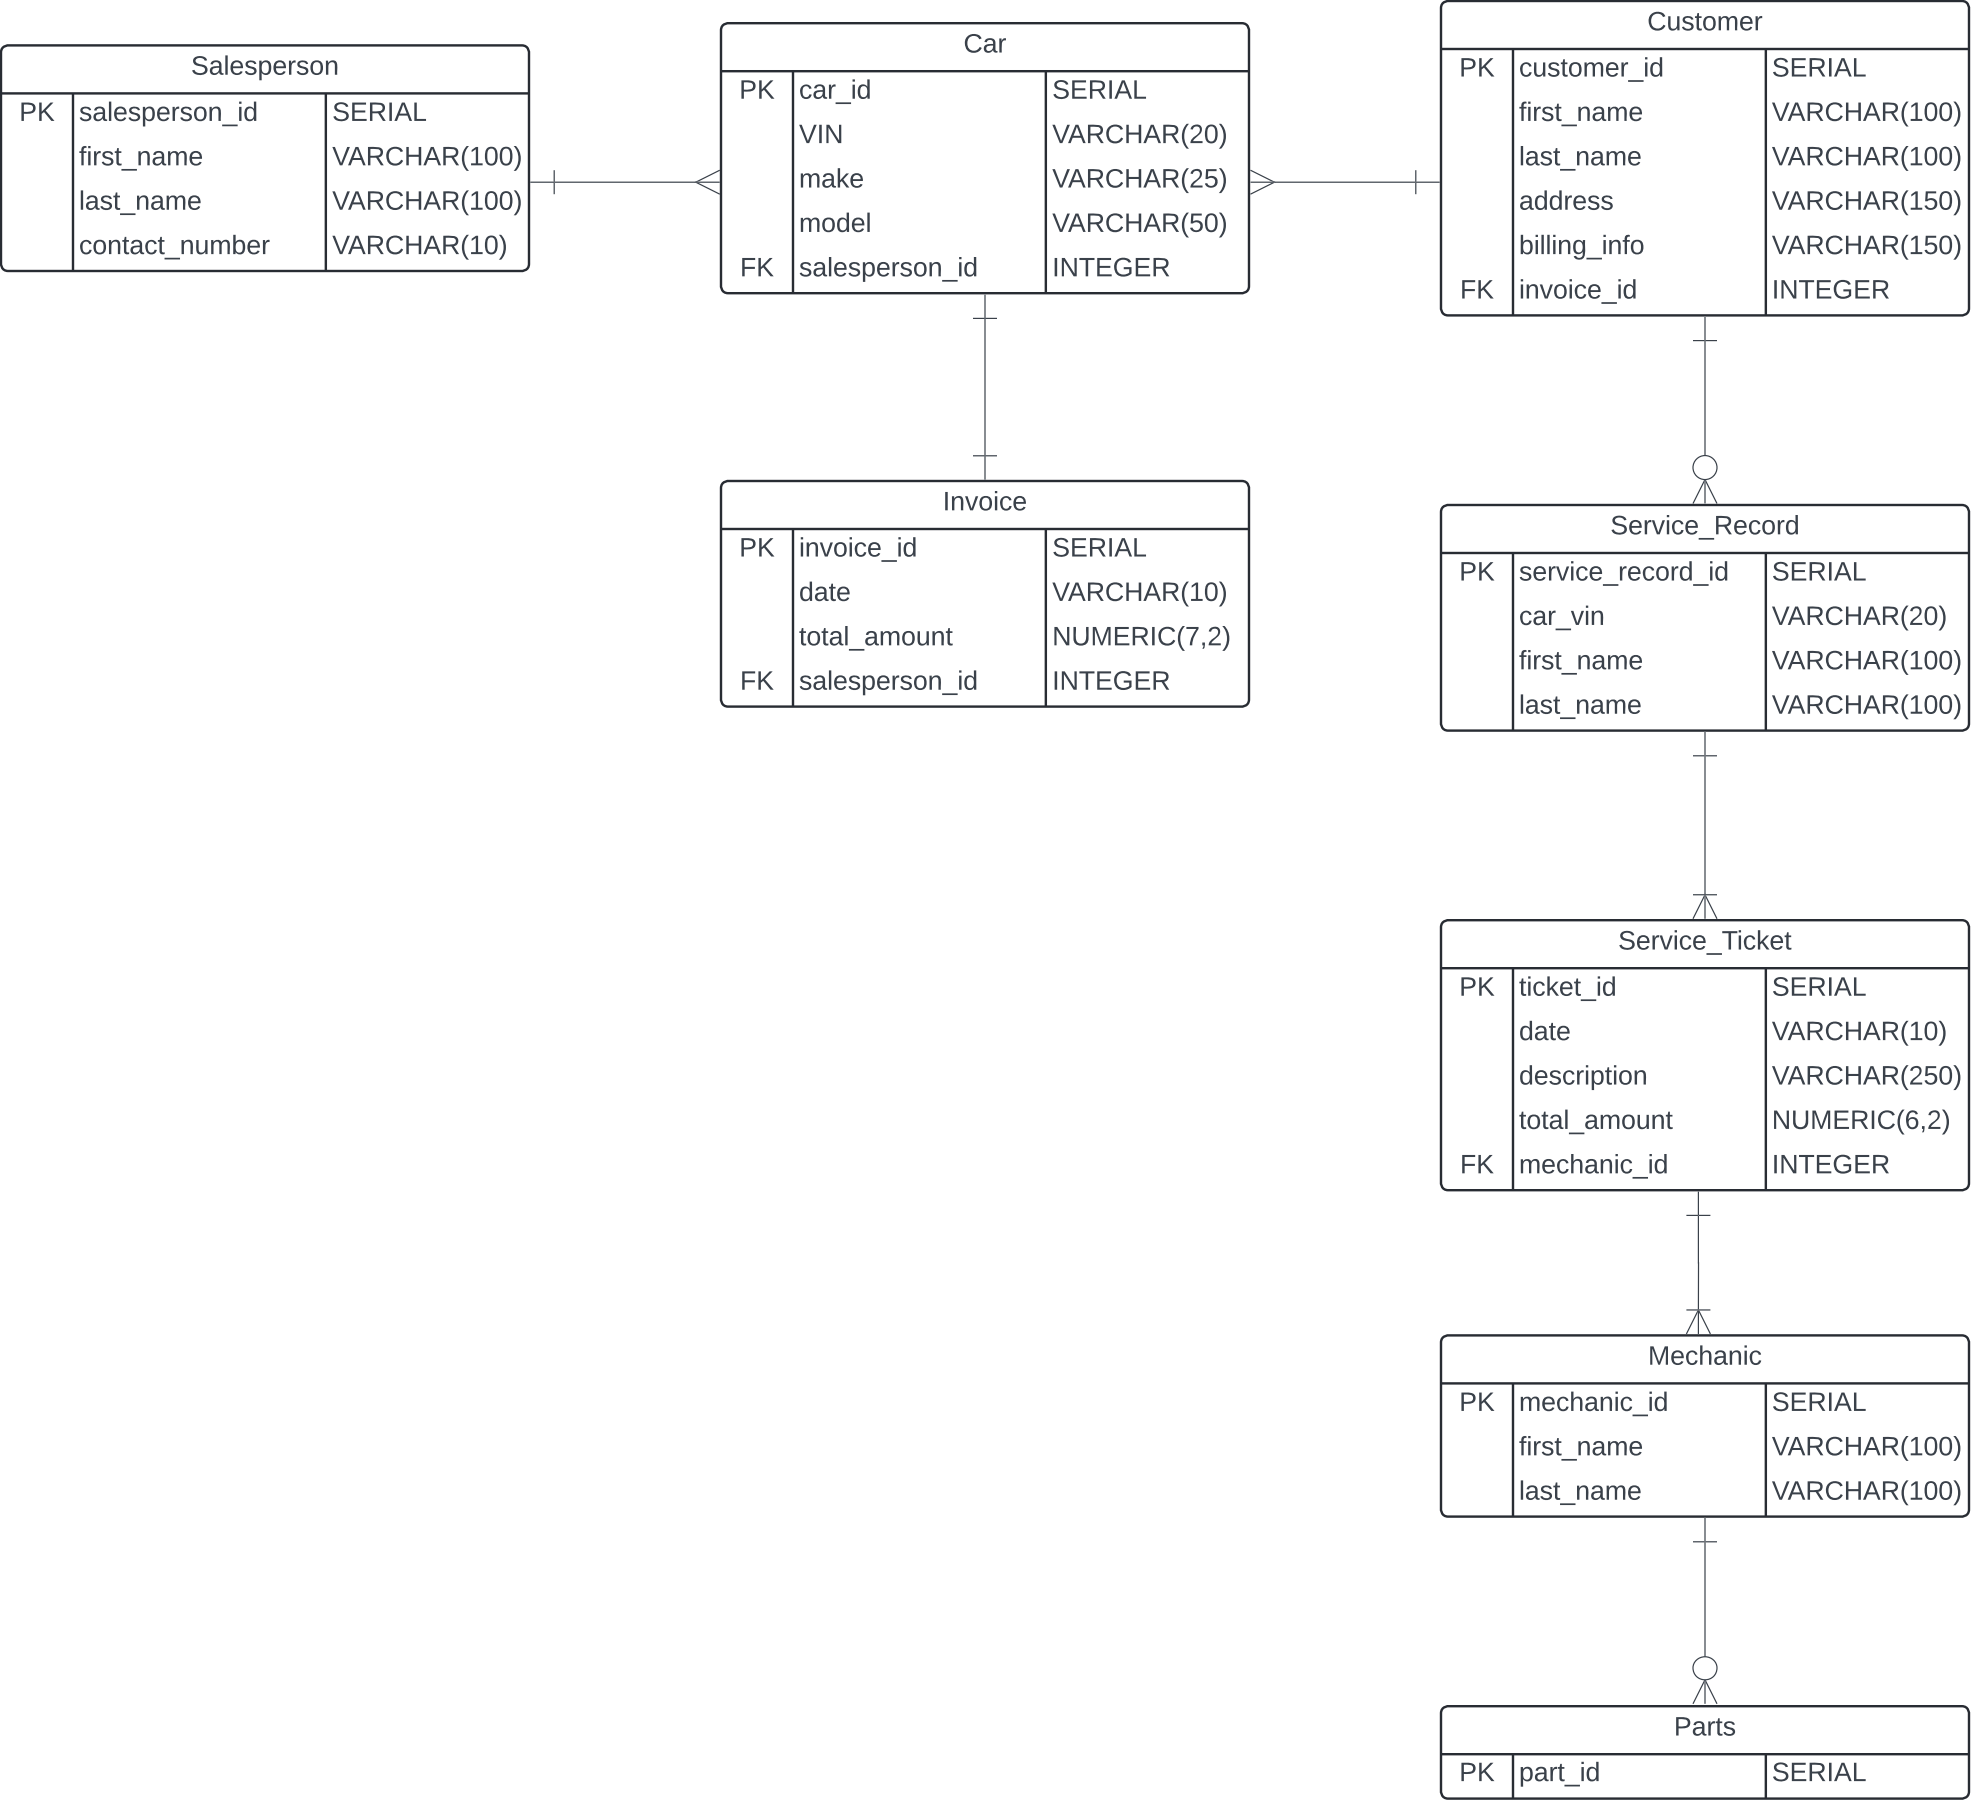 Salesperson
PK salesperson_id SERIAL
first_name VARCHAR(100)
last_name VARCHAR(100)
contact_number VARCHAR(10)
Car
PK car_id SERIAL
VIN VARCHAR(20)
make VARCHAR(25)
model VARCHAR(50)
FK salesperson_id INTEGER
Customer
PK customer_id SERIAL
first_name VARCHAR(100)
last_name VARCHAR(100)
address VARCHAR(150)
billing_info VARCHAR(150)
FK invoice_id INTEGER
Invoice
PK invoice_id SERIAL
date VARCHAR(10)
total_amount NUMERIC(7,2)
FK salesperson_id INTEGER
Service_Record
PK service_record_id SERIAL
car_vin VARCHAR(20)
first_name VARCHAR(100)
last_name VARCHAR(100)
Service_Ticket
PK ticket_id SERIAL
date VARCHAR(10)
description VARCHAR(250)
total_amount NUMERIC(6,2)
FK mechanic_id INTEGER
Mechanic
PK mechanic_id SERIAL
first_name VARCHAR(100)
last_name VARCHAR(100)
Parts
PK part_id SERIAL